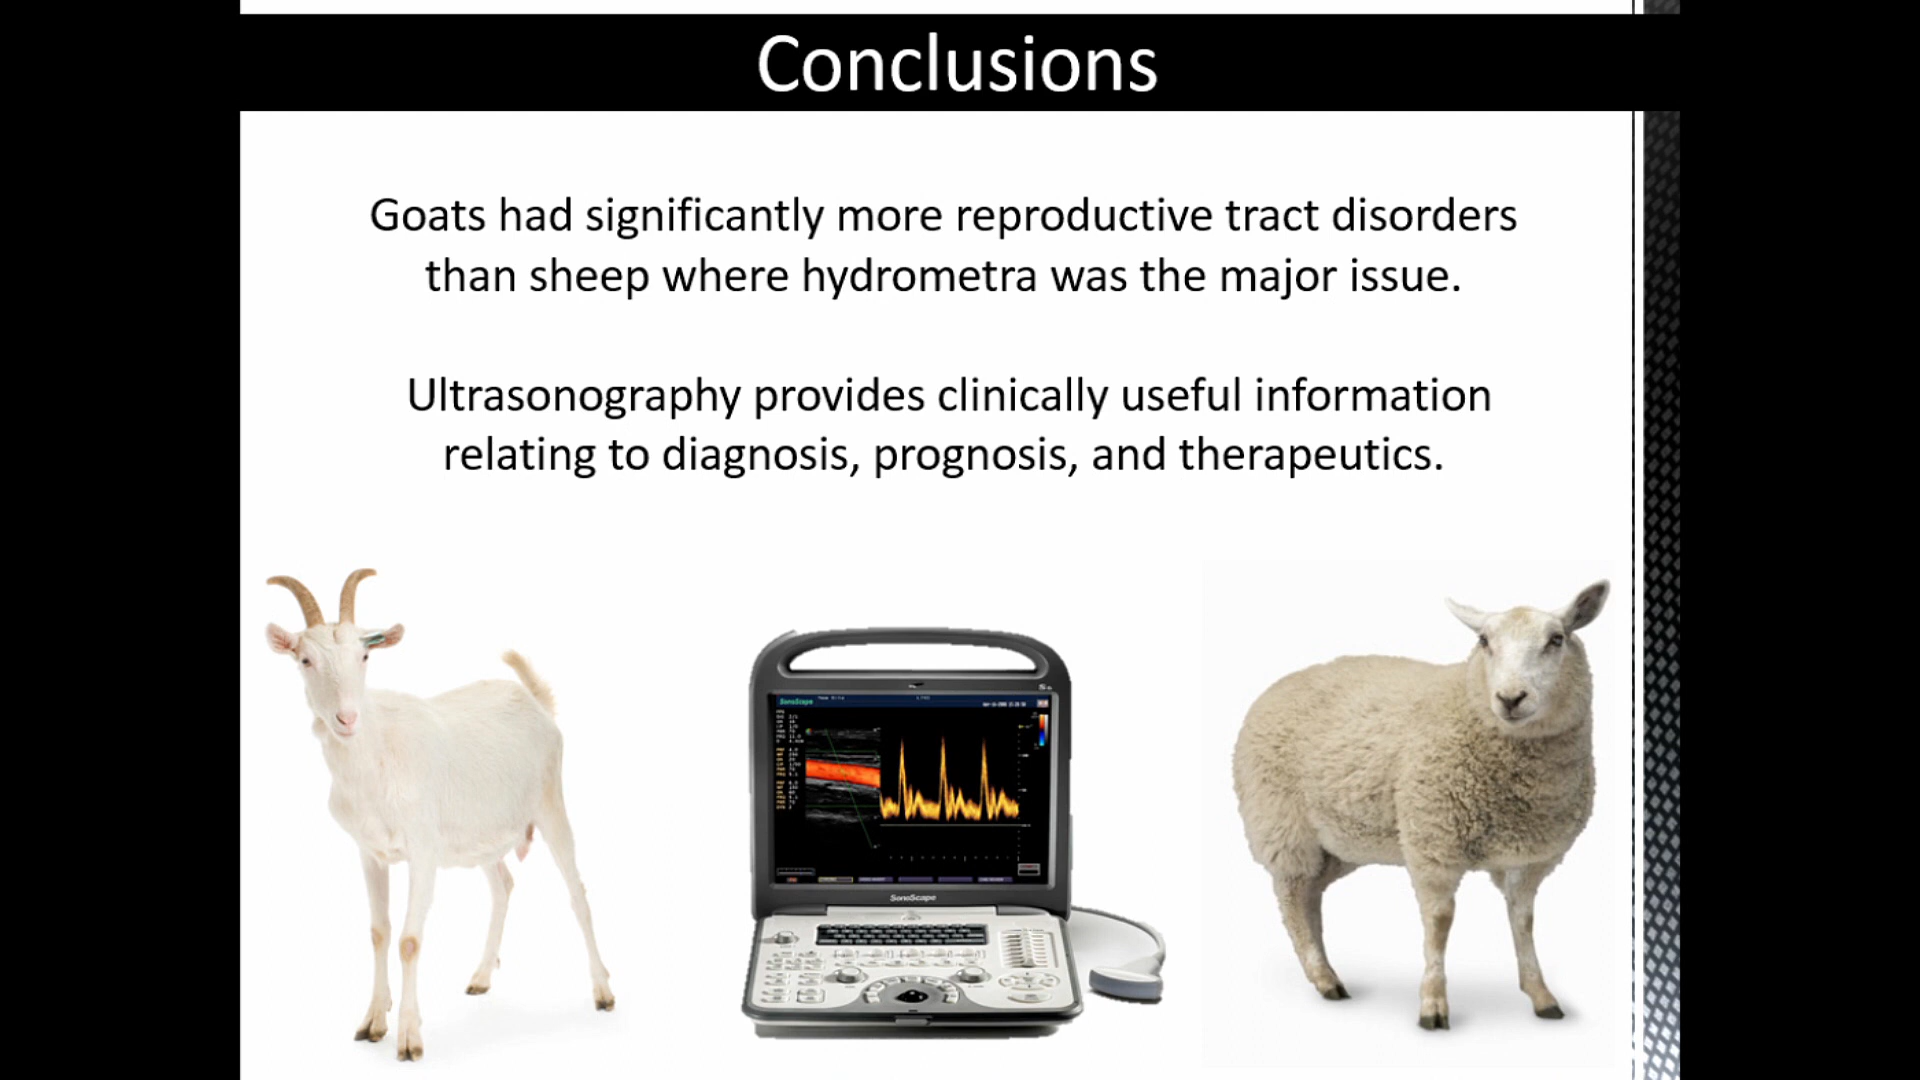 Conclusions
Goats had significantly more reproductive tract disorders
than sheep where hydrometra was the major issue.
Ultrasonography provides clinically useful information
relating to diagnosis, prognosis, and therapeutics.
SonoScape
SonoScape